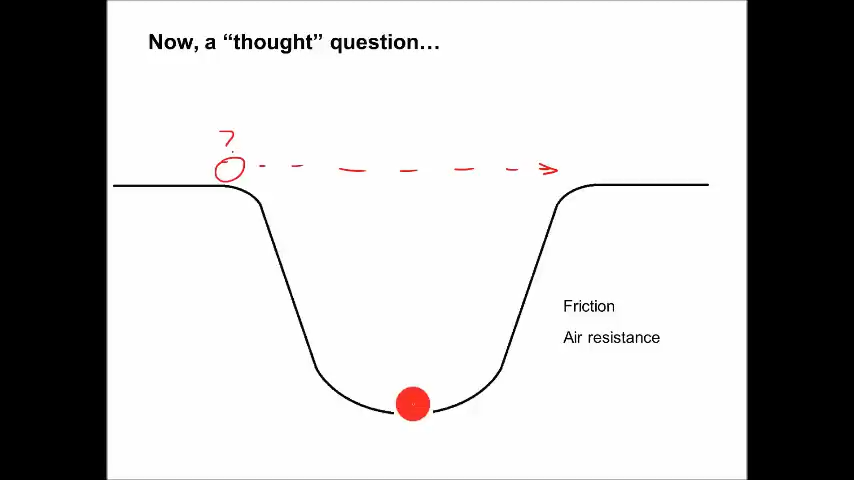 Now, a “thought” question…
?
Friction
Air resistance